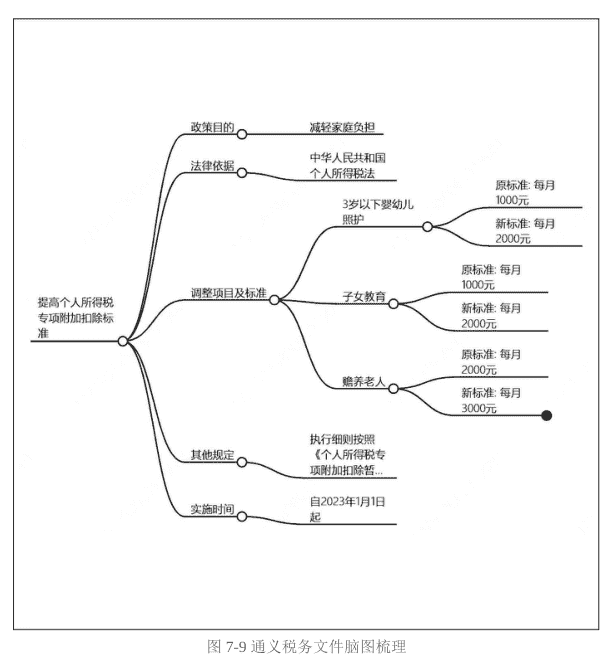 提高个人所得税
专项附加扣除标
准
政策目的
减轻家庭负担
法律依据
中华人民共和国
个人所得税法
调整项目及标准
3岁以下婴幼儿
照护
原标准: 每月
1000元
新标准: 每月
2000元
子女教育
原标准: 每月
1000元
新标准: 每月
2000元
赡养老人
原标准: 每月
2000元
新标准: 每月
3000元
其他规定
执行细则按照
《个人所得税专
项附加扣除暂...
实施时间
自2023年1月1日
起
图 7-9 通义税务文件脑图梳理